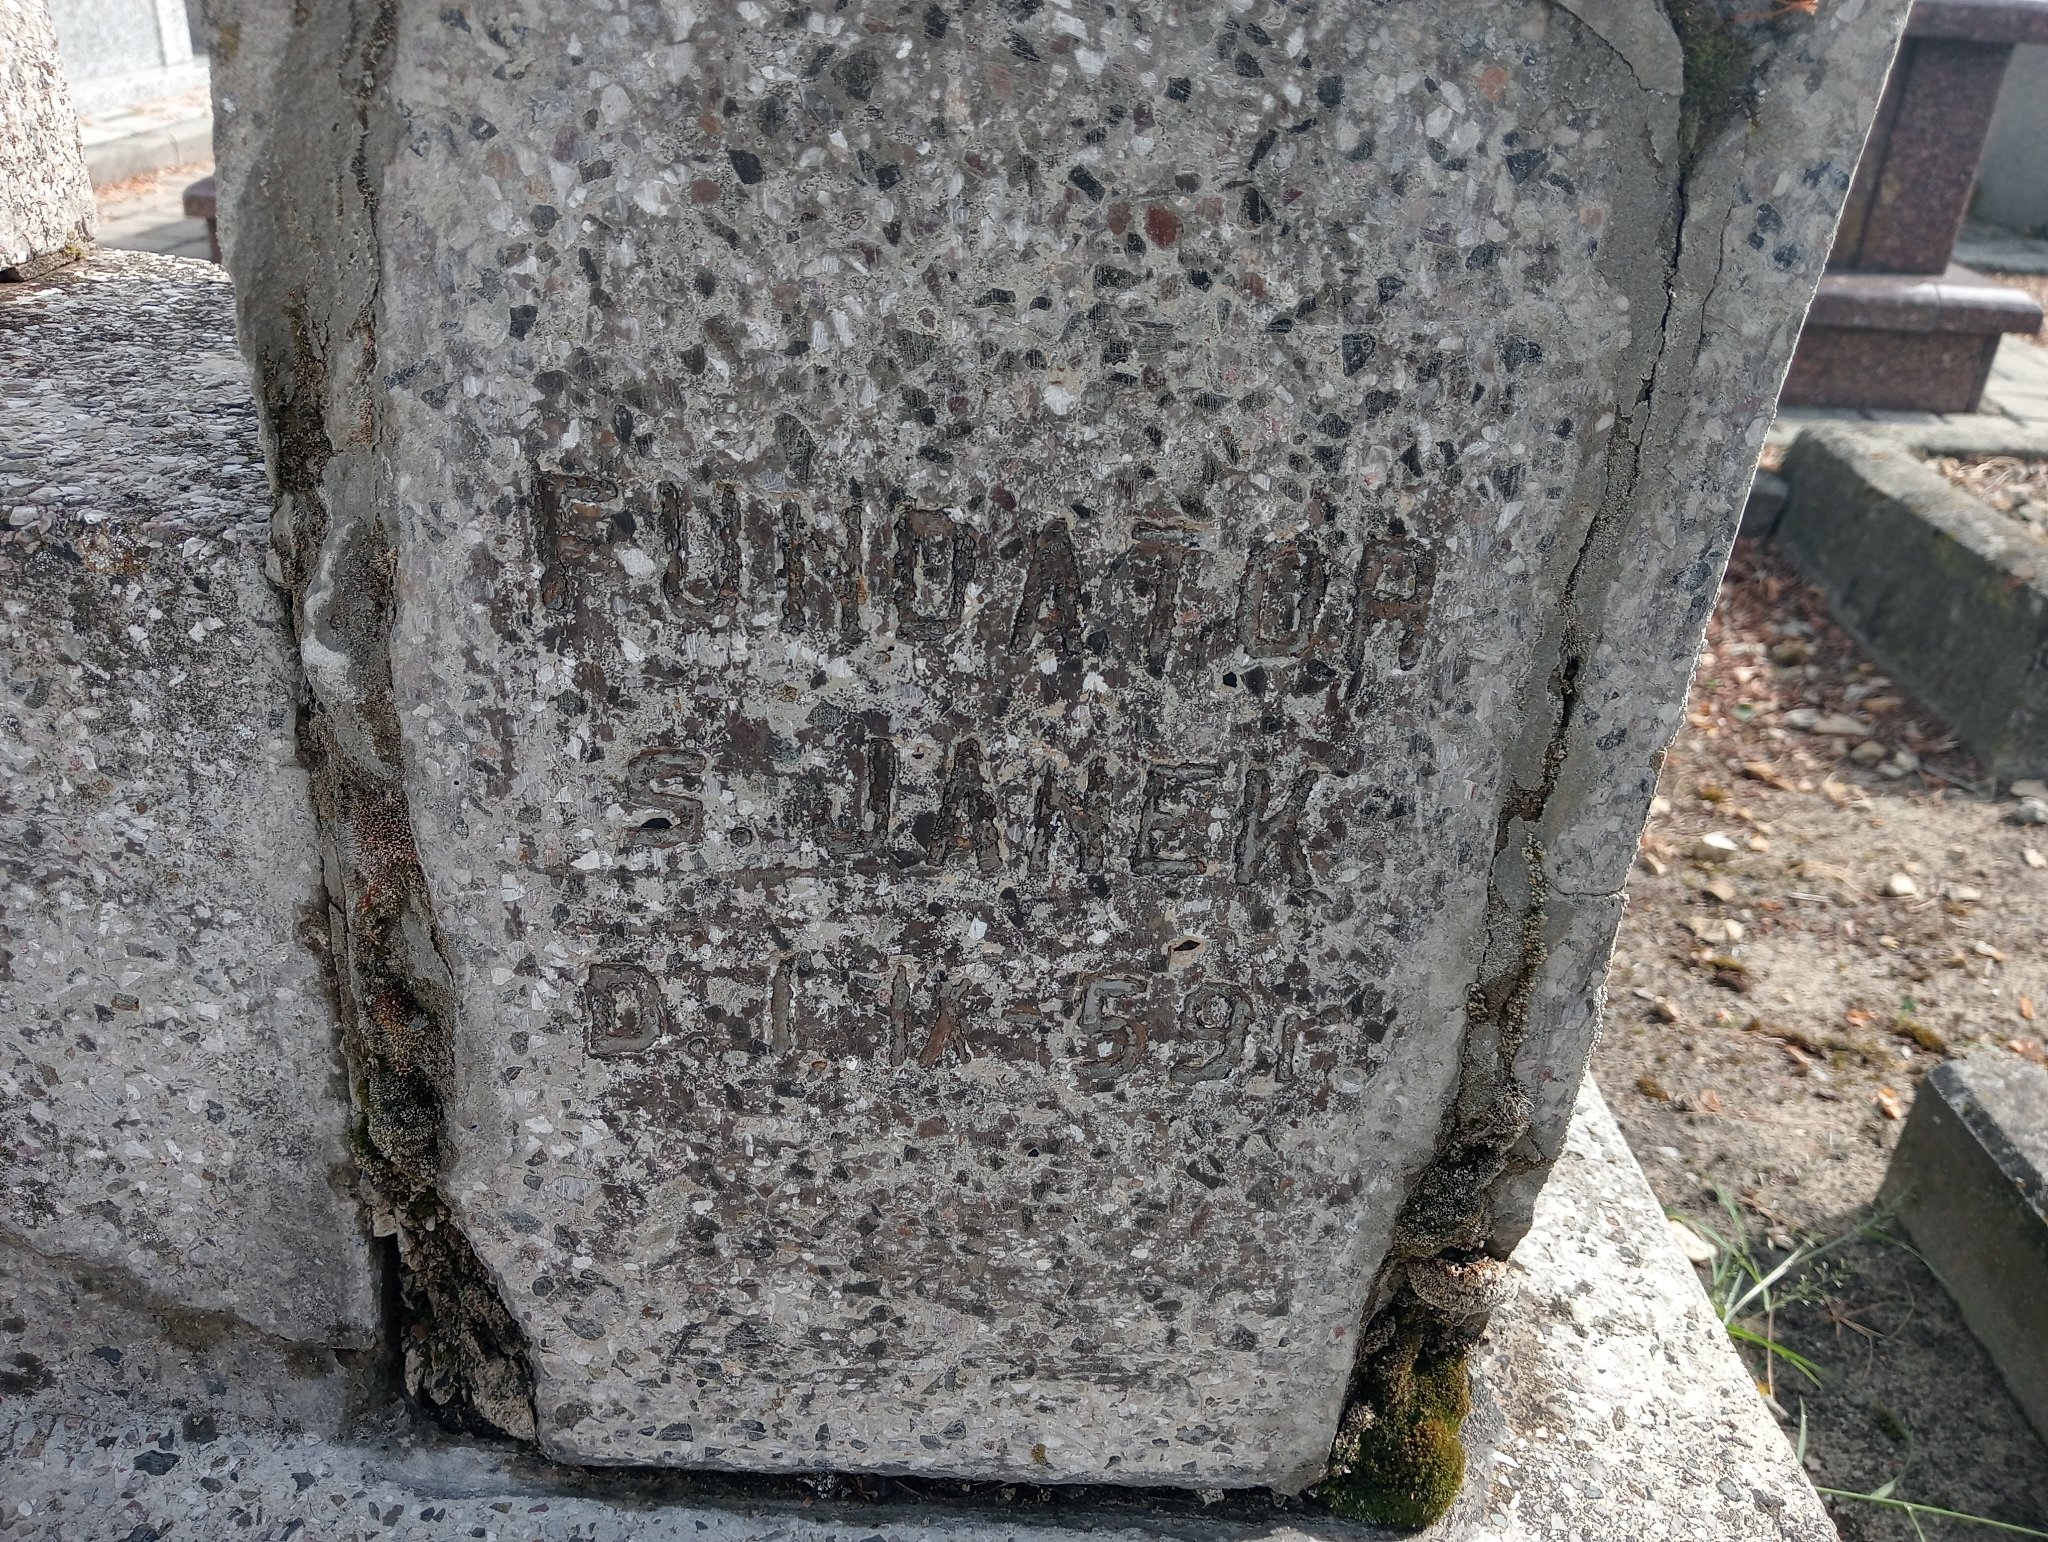 FUNDATOR
S. JANEK
D. 1. IX - 59r.